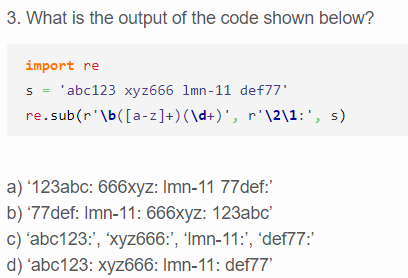 3. What is the output of the code shown below?
import re
s = 'abc123 xyz666 lmn-11 def77'
re.sub(r'\b([a-z]+)(\d+)', r'\2\1:', s)
a) ‘123abc: 666xyz: lmn-11 77def:’
b) ‘77def: lmn-11: 666xyz: 123abc’
c) ‘abc123:’, ‘xyz666:’, ‘lmn-11:’, ‘def77:’
d) ‘abc123: xyz666: lmn-11: def77’